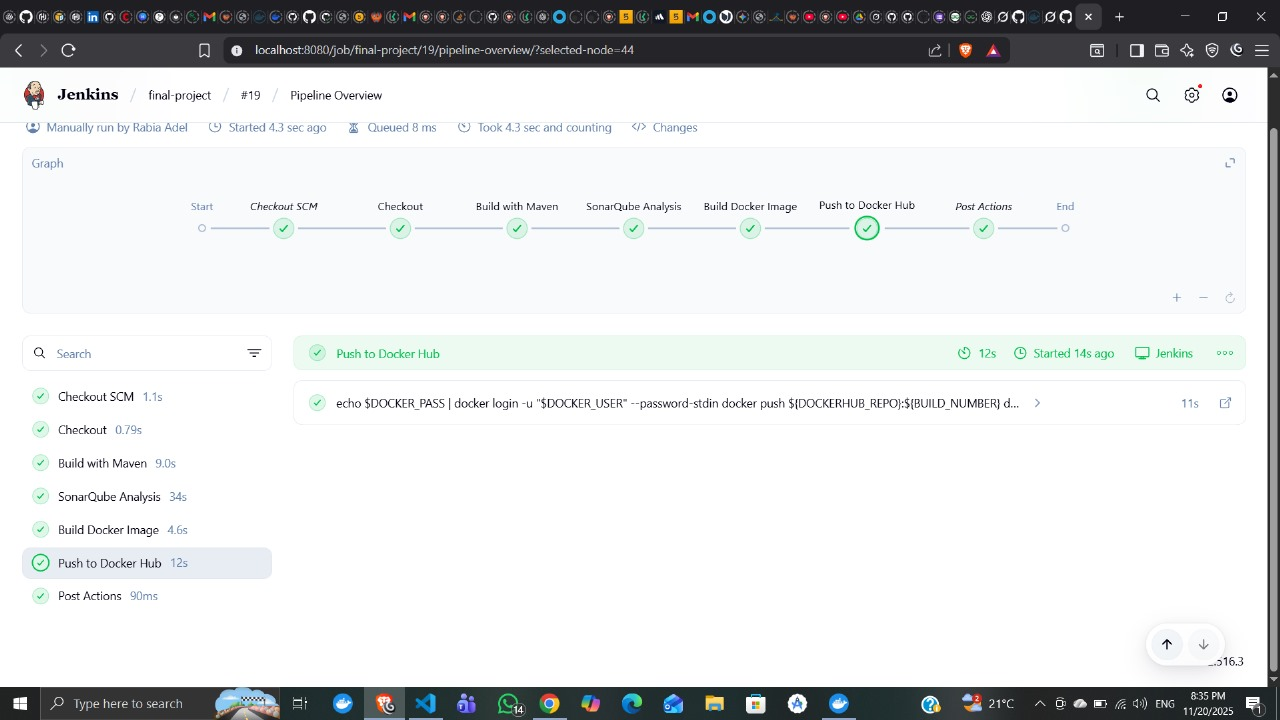 localhost:8080/job/final-project/19/pipeline-overview/?selected-node=44
Jenkins / final-project / #19 / Pipeline Overview
Manually run by Rabia Adel Started 4.3 sec ago Queued 8 ms Took 4.3 sec and counting Changes
Graph
Start Checkout SCM Checkout Build with Maven SonarQube Analysis Build Docker Image Push to Docker Hub Post Actions End
Search
Push to Docker Hub 12s Started 14s ago Jenkins
echo $DOCKER_PASS | docker login -u "$DOCKER_USER" --password-stdin docker push ${DOCKERHUB_REPO}:${BUILD_NUMBER} d... 11s
Checkout SCM 1.1s
Checkout 0.79s
Build with Maven 9.0s
SonarQube Analysis 34s
Build Docker Image 4.6s
Push to Docker Hub 12s
Post Actions 90ms
.516.3
Type here to search
14
2
21°C
ENG
8:35 PM
11/20/2025
1